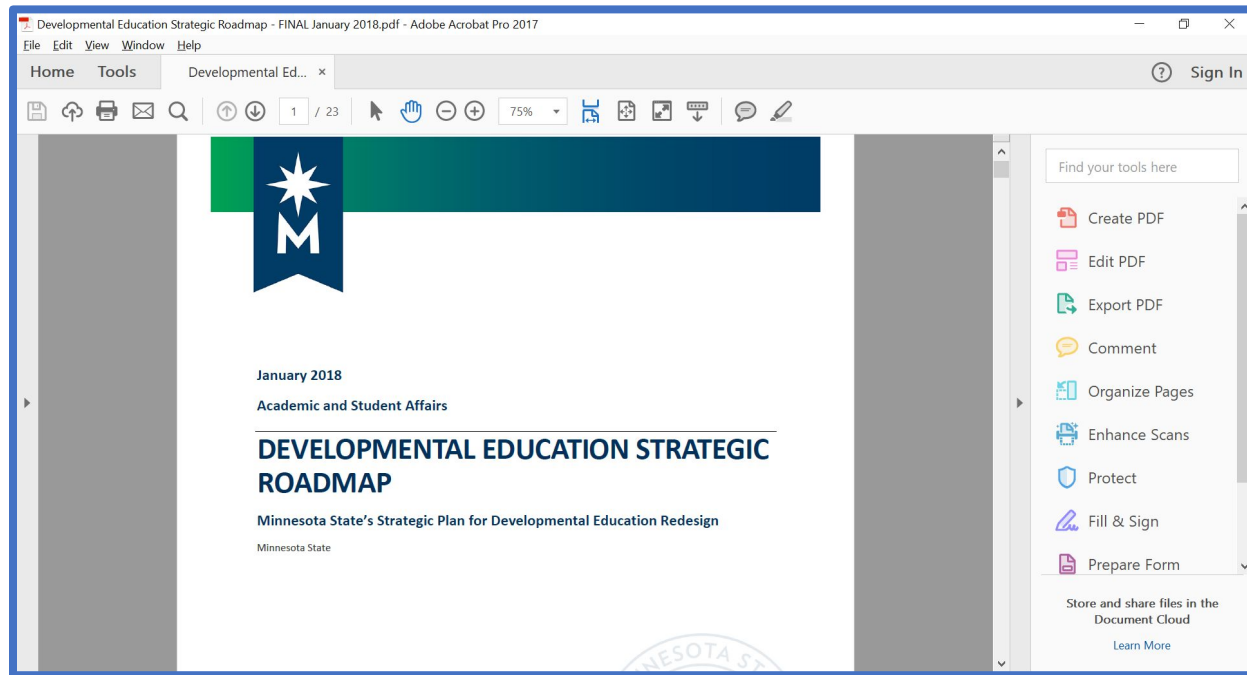 Developmental Education Strategic Roadmap - FINAL January 2018.pdf - Adobe Acrobat Pro 2017
File Edit View Window Help
Home Tools Developmental Ed... × ? Sign In
1 / 23 75%
Find your tools here
Create PDF
Edit PDF
Export PDF
Comment
Organize Pages
Enhance Scans
Protect
Fill & Sign
Prepare Form
Store and share files in the
Document Cloud
Learn More
M
January 2018
Academic and Student Affairs
DEVELOPMENTAL EDUCATION STRATEGIC
ROADMAP
Minnesota State's Strategic Plan for Developmental Education Redesign
Minnesota State